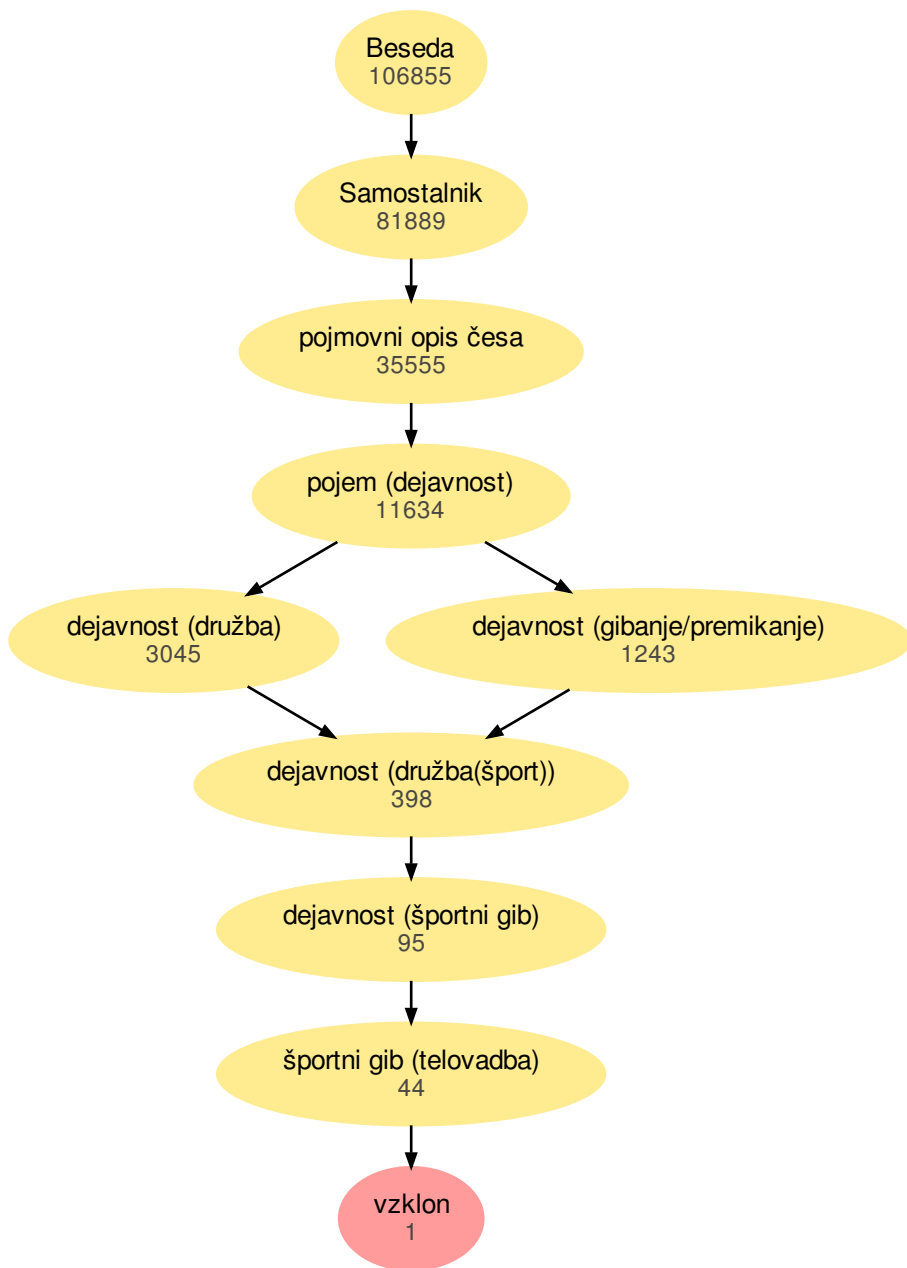 Beseda
106855
Samostalnik
81889
pojmovni opis česa
35555
pojem (dejavnost)
11634
dejavnost (družba)
3045
dejavnost (gibanje/premikanje)
1243
dejavnost (družba(šport))
398
dejavnost (športni gib)
95
športni gib (telovadba)
44
vzklon
1